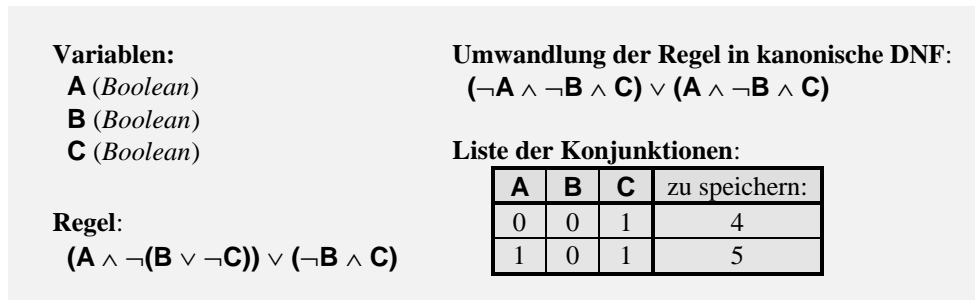 Variablen:
A (Boolean)
B (Boolean)
C (Boolean)
Regel:
(A ∧ ¬(B ∨ ¬C)) ∨ (¬B ∧ C)
Umwandlung der Regel in kanonische DNF:
(¬A ∧ ¬B ∧ C) ∨ (A ∧ ¬B ∧ C)
Liste der Konjunktionen:
A B C zu speichern:
0 0 1 4
1 0 1 5